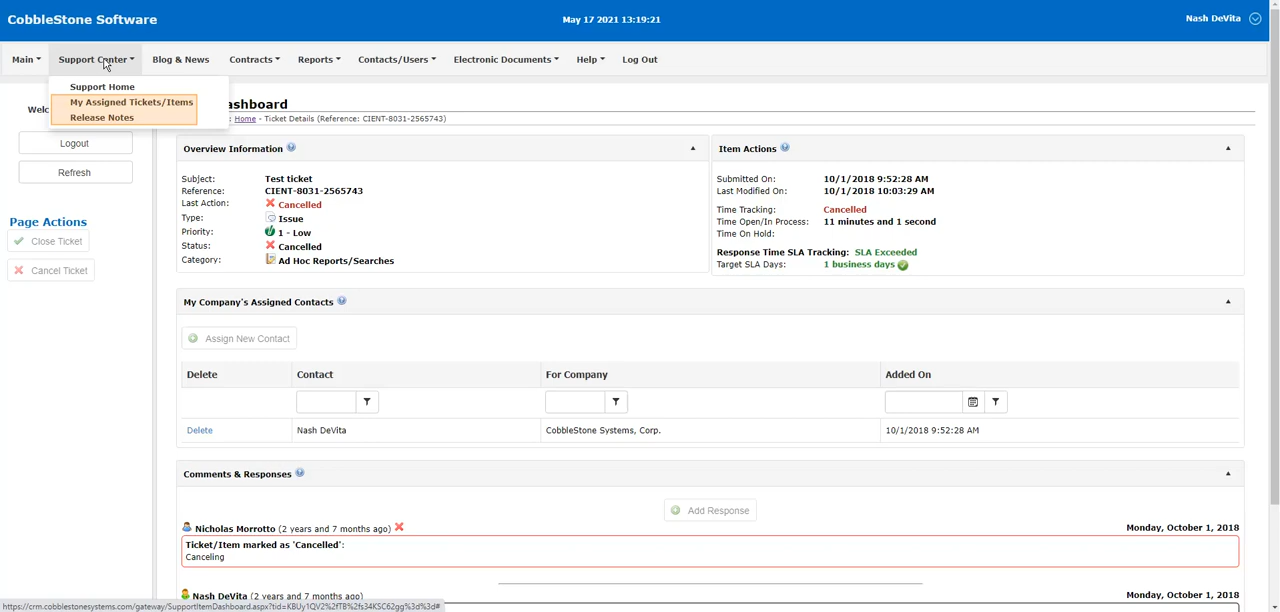 CobbleStone Software
May 17 2021 13:19:21
Nash DeVita
Main
Support Center
Blog & News
Contracts
Reports
Contacts/Users
Electronic Documents
Help
Log Out
Support Home
My Assigned Tickets/Items
Release Notes
Welc
Logout
Refresh
Page Actions
Close Ticket
Cancel Ticket
ashboard
: Home - Ticket Details (Reference: CIENT-8031-2565743)
Overview Information
Subject: Test ticket
Reference: CIENT-8031-2565743
Last Action: Cancelled
Type: Issue
Priority: 1 - Low
Status: Cancelled
Category: Ad Hoc Reports/Searches
Item Actions
Submitted On: 10/1/2018 9:52:28 AM
Last Modified On: 10/1/2018 10:03:29 AM
Time Tracking: Cancelled
Time Open/In Process: 11 minutes and 1 second
Time On Hold:
Response Time SLA Tracking: SLA Exceeded
Target SLA Days: 1 business days
My Company's Assigned Contacts
Assign New Contact
Delete Contact For Company Added On
Delete Nash DeVita CobbleStone Systems, Corp. 10/1/2018 9:52:28 AM
Comments & Responses
Add Response
Nicholas Morrotto (2 years and 7 months ago) Monday, October 1, 2018
Ticket/Item marked as 'Cancelled':
Canceling
Nash DeVita (2 years and 7 months ago) Monday, October 1, 2018